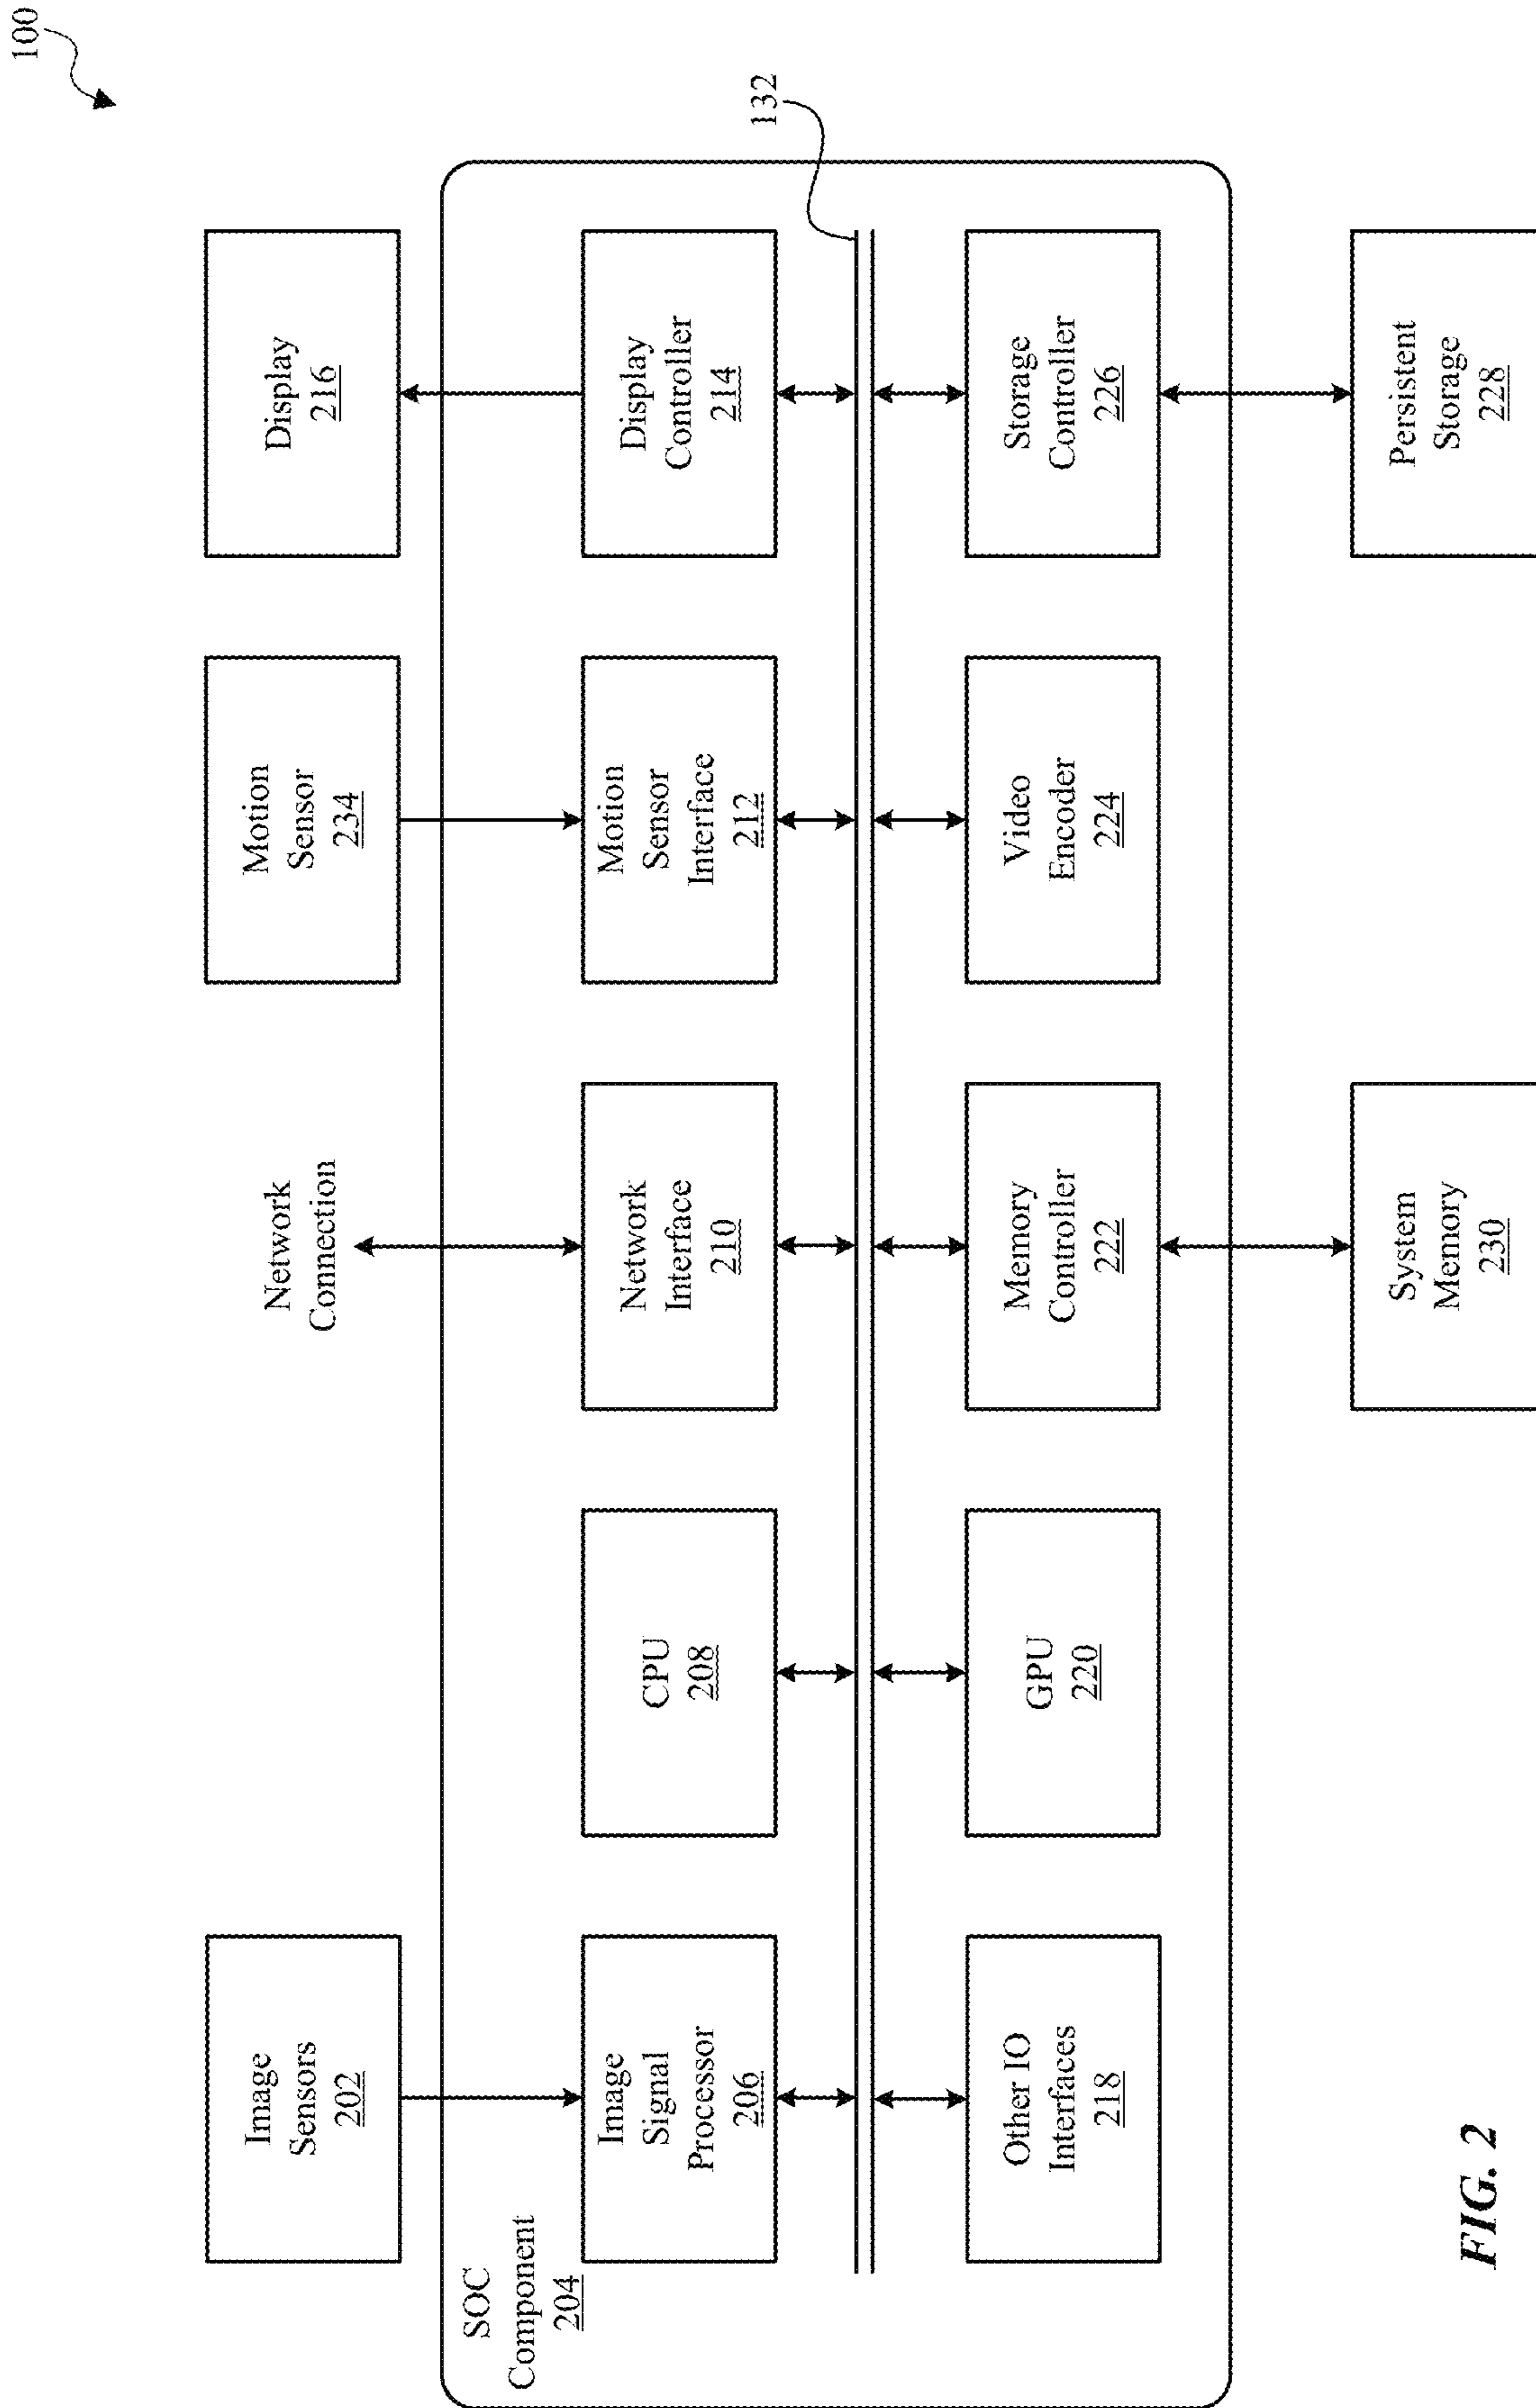 100
Image
Sensors
202
Network
Connection
Motion
Sensor
234
Display
216
SOC
Component
204
Image
Signal
Processor
206
CPU
208
Network
Interface
210
Motion
Sensor
Interface
212
Display
Controller
214
132
Other IO
Interfaces
218
GPU
220
Memory
Controller
222
Video
Encoder
224
Storage
Controller
226
System
Memory
230
Persistent
Storage
228
FIG. 2